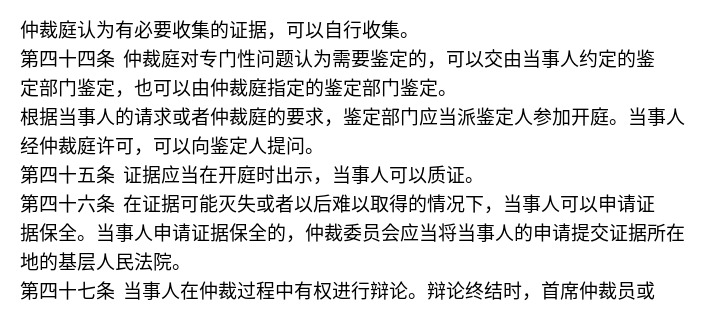 仲裁庭认为有必要收集的证据，可以自行收集。
第四十四条 仲裁庭对专门性问题认为需要鉴定的，可以交由当事人约定的鉴
定部门鉴定，也可以由仲裁庭指定的鉴定部门鉴定。
根据当事人的请求或者仲裁庭的要求，鉴定部门应当派鉴定人参加开庭。当事人
经仲裁庭许可，可以向鉴定人提问。
第四十五条 证据应当在开庭时出示，当事人可以质证。
第四十六条 在证据可能灭失或者以后难以取得的情况下，当事人可以申请证
据保全。当事人申请证据保全的，仲裁委员会应当将当事人的申请提交证据所在
地的基层人民法院。
第四十七条 当事人在仲裁过程中有权进行辩论。辩论终结时，首席仲裁员或